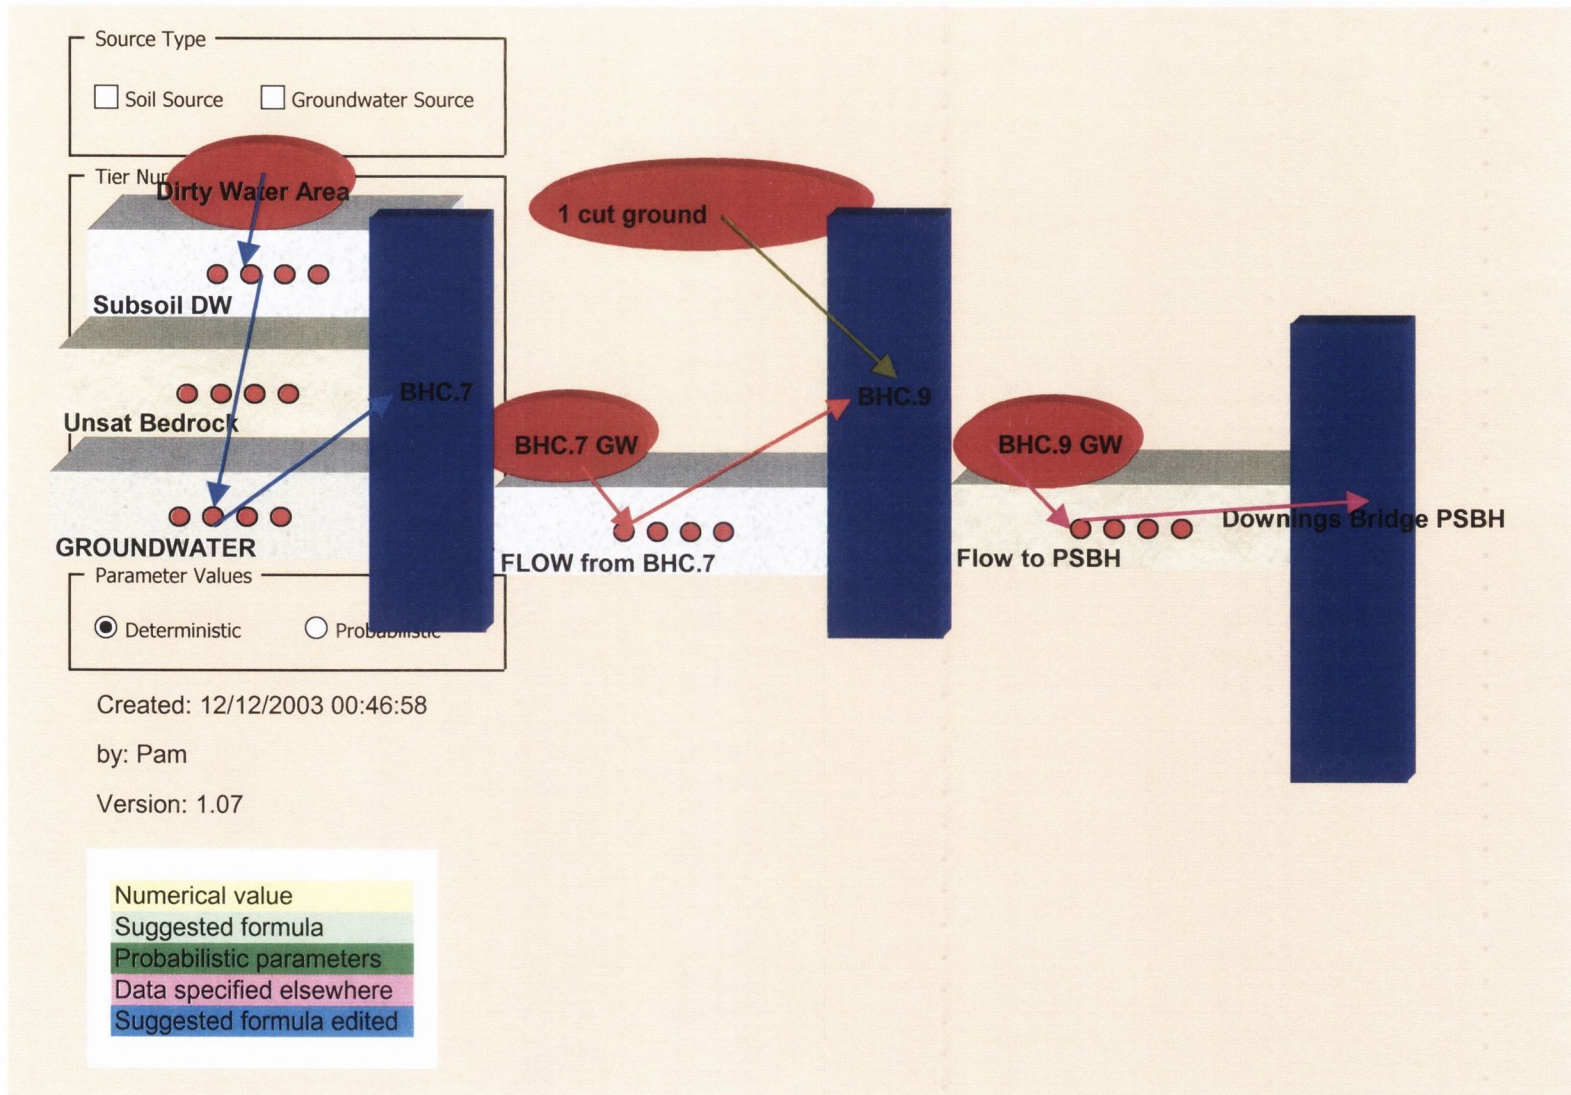 Source Type
Soil Source
Groundwater Source
Dirty Water Area
1 cut ground
Subsoil DW
BHC.7
BHC.9
Unsat Bedrock
BHC.7 GW
BHC.9 GW
Downings Bridge PSBH
GROUNDWATER
FLOW from BHC.7
Flow to PSBH
Parameter Values
Deterministic
Probabilistic
Created: 12/12/2003 00:46:58
by: Pam
Version: 1.07
Numerical value
Suggested formula
Probabilistic parameters
Data specified elsewhere
Suggested formula edited